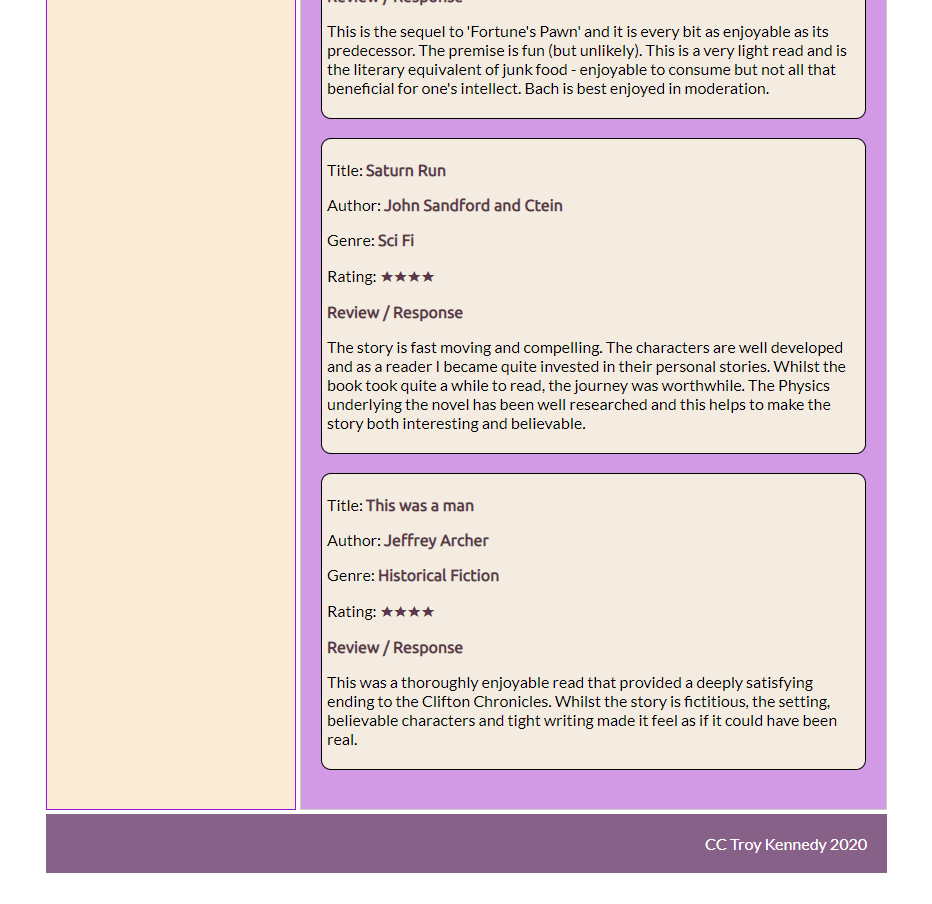 Review / Response
This is the sequel to 'Fortune's Pawn' and it is every bit as enjoyable as its
predecessor. The premise is fun (but unlikely). This is a very light read and is
the literary equivalent of junk food - enjoyable to consume but not all that
beneficial for one's intellect. Bach is best enjoyed in moderation.
Title: Saturn Run
Author: John Sandford and Ctein
Genre: Sci Fi
Rating: ★★★★
Review / Response
The story is fast moving and compelling. The characters are well developed
and as a reader I became quite invested in their personal stories. Whilst the
book took quite a while to read, the journey was worthwhile. The Physics
underlying the novel has been well researched and this helps to make the
story both interesting and believable.
Title: This was a man
Author: Jeffrey Archer
Genre: Historical Fiction
Rating: ★★★★
Review / Response
This was a thoroughly enjoyable read that provided a deeply satisfying
ending to the Clifton Chronicles. Whilst the story is fictitious, the setting,
believable characters and tight writing made it feel as if it could have been
real.
CC Troy Kennedy 2020